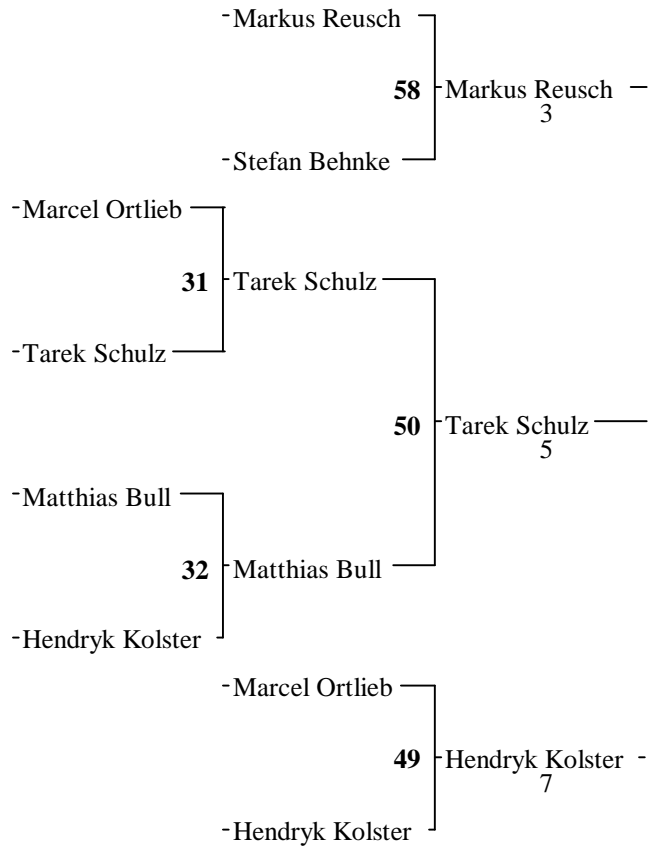 Markus Reusch
58 Markus Reusch
3
Stefan Behnke
Marcel Ortlieb
31 Tarek Schulz
Tarek Schulz
50 Tarek Schulz
5
Matthias Bull
32 Matthias Bull
Hendryk Kolster
Marcel Ortlieb
49 Hendryk Kolster
7
Hendryk Kolster